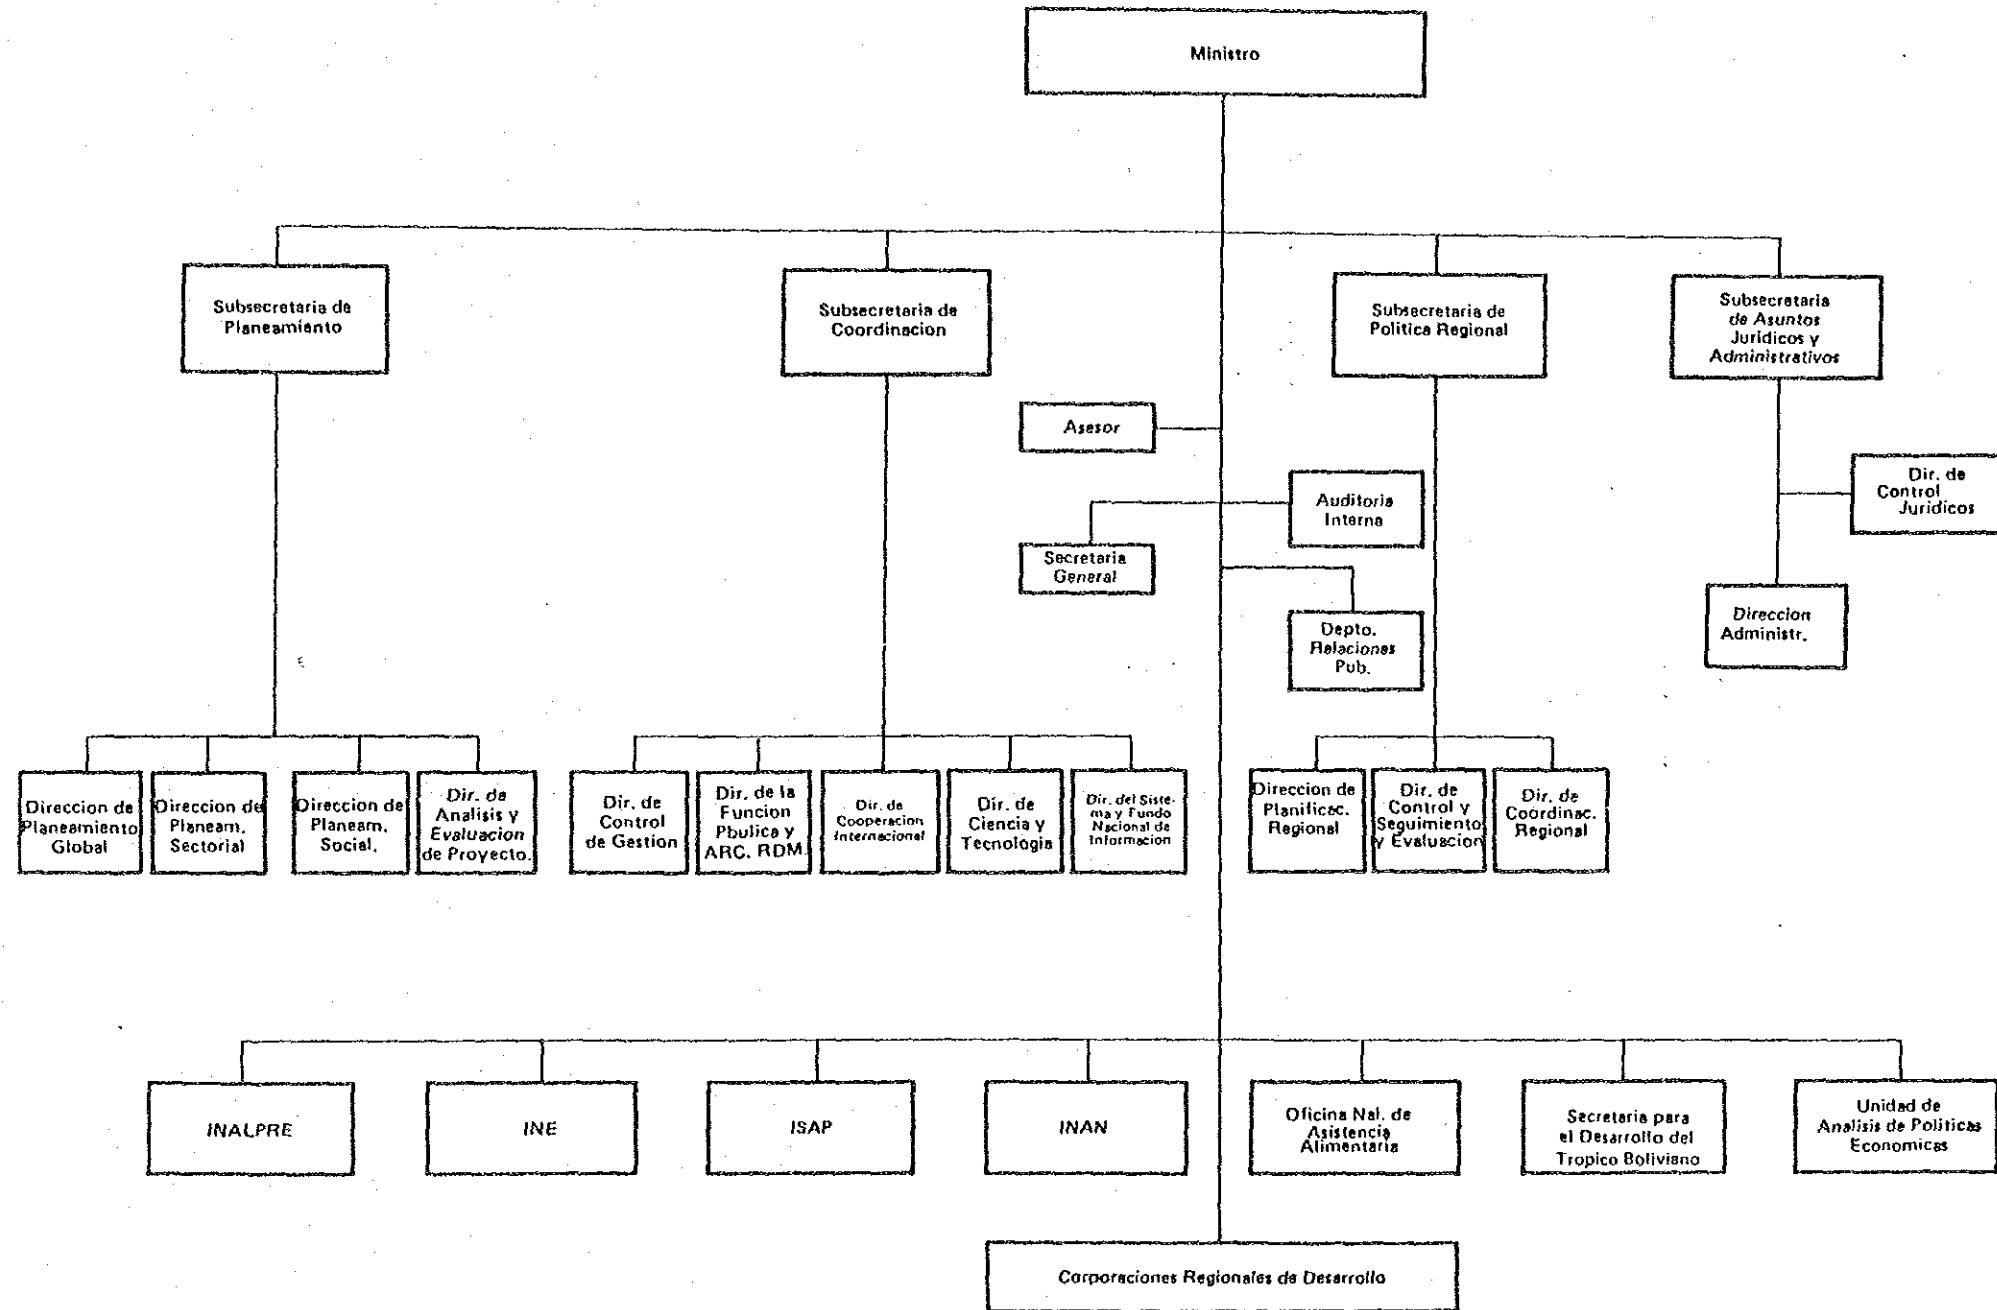 Ministro
Subsecretaria de
Planeamiento
Subsecretaria de
Coordinacion
Subsecretaria de
Politica Regional
Subsecretaria
de Asuntos
Juridicos y
Administrativos
Asesor
Auditoria
Interna
Dir. de
Control
Juridicos
Secretaria
General
Depto.
Relaciones
Pub.
Direccion
Administr.
Direccion de
Planeamiento
Global
Direccion de
Planeam.
Sectorial
Direccion de
Planeam.
Social.
Dir. de
Analisis y
Evaluacion
de Proyecto.
Dir. de
Control
de Gestion
Dir. de la
Funcion
Pbulica y
ARC. RDM
Dir. de
Cooperacion
Internacional
Dir. de
Ciencia y
Tecnologia
Dir. del Siste-
ma y Fundo
Nacional de
Informacion
Direccion de
Planificac.
Regional
Dir. de
Control y
Seguimiento
y Evaluacion
Dir. de
Coordinac.
Regional
INALPRE
INE
ISAP
INAN
Oficina Nal. de
Asistencia
Alimentaria
Secretaria para
el Desarrollo del
Tropico Boliviano
Unidad de
Analisis de Politicas
Economicas
Corporaciones Regionales de Desarrollo